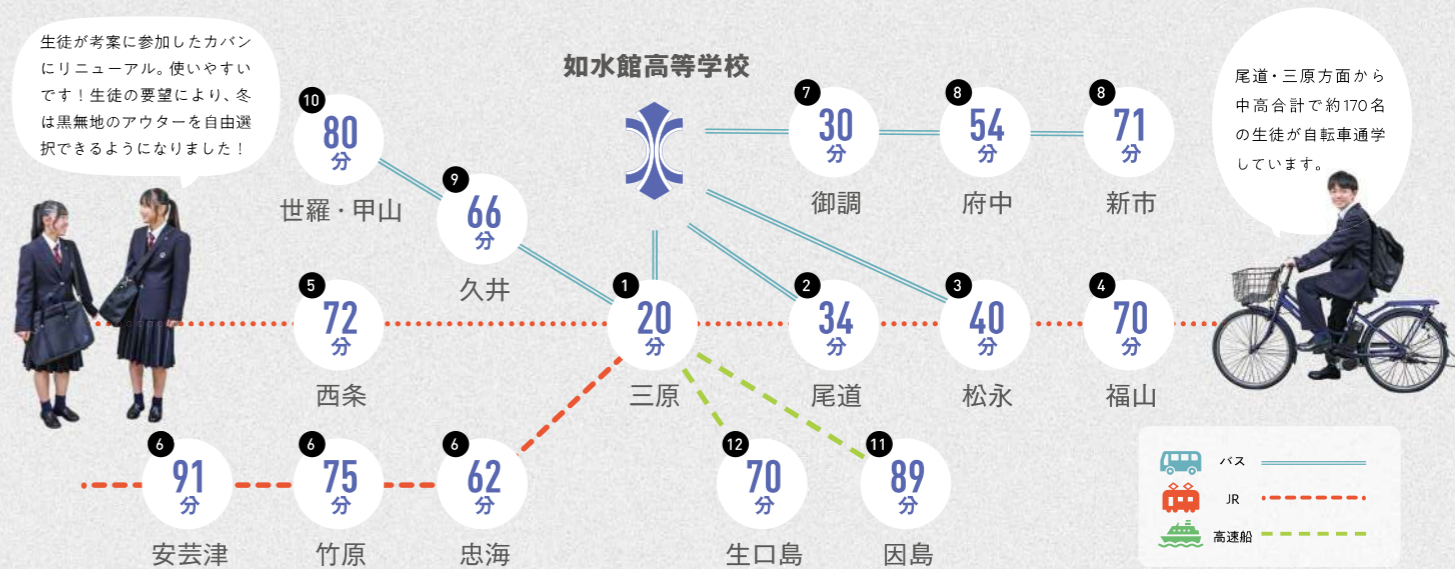 生徒が考案に参加したカバン
にリニューアル。使いやすい
です！生徒の要望により、冬
は黒無地のアウターを自由選
択できるようになりました！
如水館高等学校
尾道・三原方面から
中高合計で約170名
の生徒が自転車通学
しています。
10
80
分
世羅・甲山
9
66
分
久井
7
30
分
御調
8
54
分
府中
8
71
分
新市
5
72
分
西条
1
20
分
三原
2
34
分
尾道
3
40
分
松永
4
70
分
福山
6
91
分
安芸津
6
75
分
竹原
6
62
分
忠海
12
70
分
生口島
11
89
分
因島
バス
JR
高速船